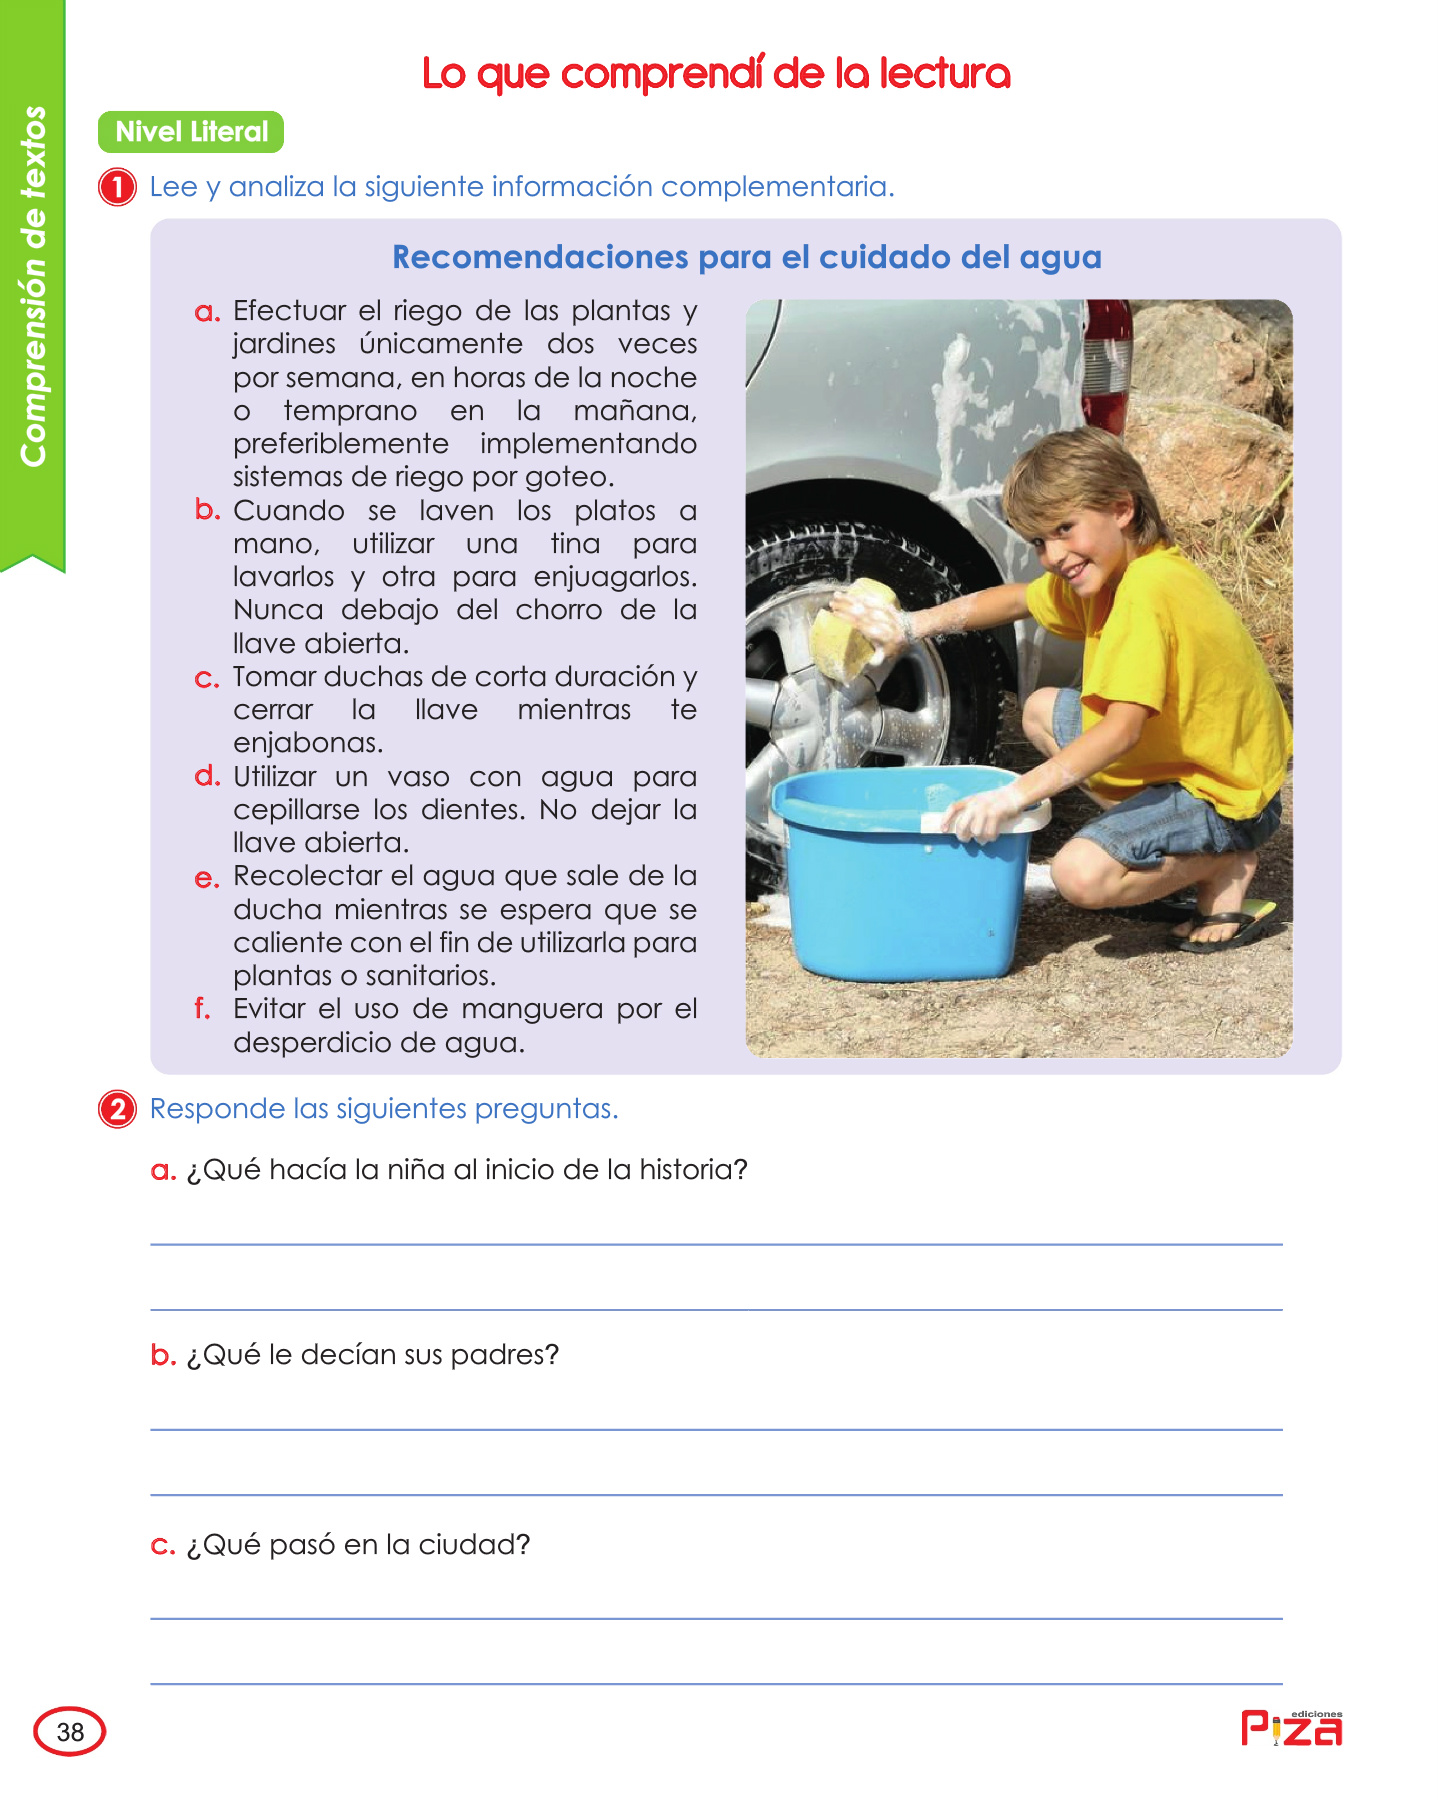 Comprensión de textos
Lo que comprendí de la lectura
Nivel Literal
1 Lee y analiza la siguiente información complementaria.
Recomendaciones para el cuidado del agua
a. Efectuar el riego de las plantas y
jardines únicamente dos veces
por semana, en horas de la noche
o temprano en la mañana,
preferiblemente implementando
sistemas de riego por goteo.
b. Cuando se laven los platos a
mano, utilizar una tina para
lavarlos y otra para enjuagarlos.
Nunca debajo del chorro de la
llave abierta.
c. Tomar duchas de corta duración y
cerrar la llave mientras te
enjabonas.
d. Utilizar un vaso con agua para
cepillarse los dientes. No dejar la
llave abierta.
e. Recolectar el agua que sale de la
ducha mientras se espera que se
caliente con el fin de utilizarla para
plantas o sanitarios.
f. Evitar el uso de manguera por el
desperdicio de agua.
2 Responde las siguientes preguntas.
a. ¿Qué hacía la niña al inicio de la historia?
b. ¿Qué le decían sus padres?
c. ¿Qué pasó en la ciudad?
38
ediciones
Piza